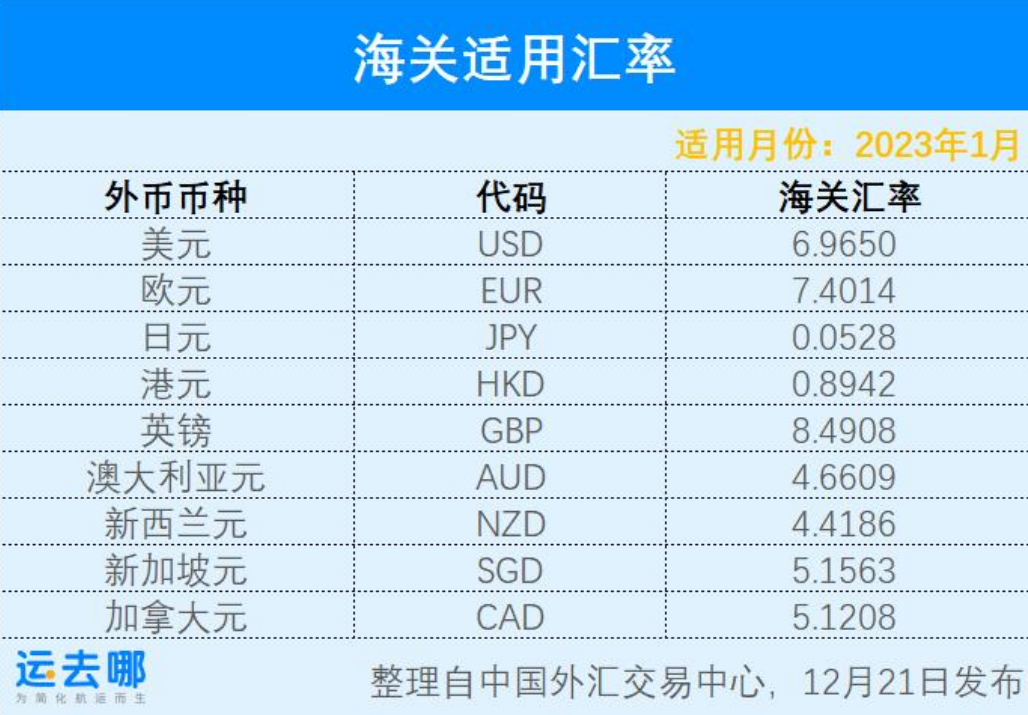 海关适用汇率
适用月份：2023年1月
外币币种 代码 海关汇率
美元 USD 6.9650
欧元 EUR 7.4014
日元 JPY 0.0528
港元 HKD 0.8942
英镑 GBP 8.4908
澳大利亚元 AUD 4.6609
新西兰元 NZD 4.4186
新加坡元 SGD 5.1563
加拿大元 CAD 5.1208
运去哪
为简化航运而生
整理自中国外汇交易中心，12月21日发布